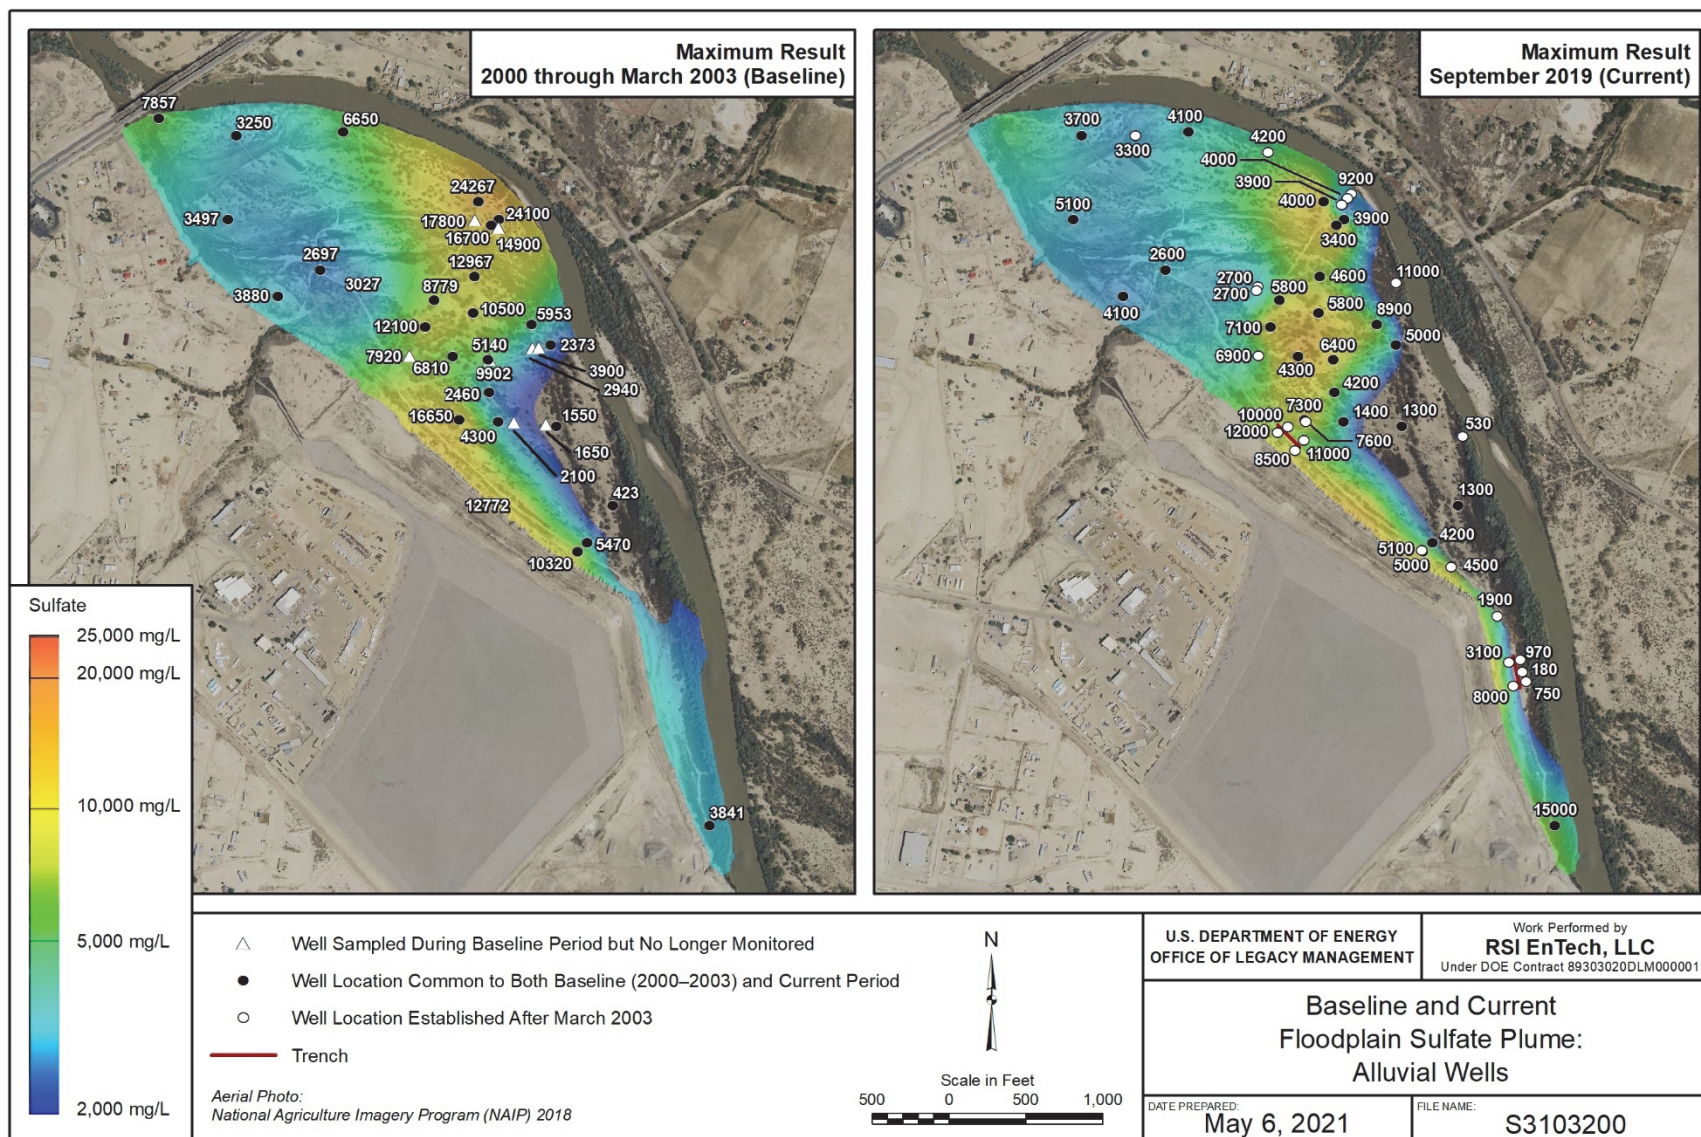 Maximum Result
2000 through March 2003 (Baseline)
7857
3250
6650
24267
17800
24100
16700
14900
3497
2697
12967
3027
8779
3880
10500
12100
5953
5140
2373
7920
6810
9902
3900
2940
2460
16650
1550
4300
1650
2100
12772
423
5470
10320
3841
Maximum Result
September 2019 (Current)
3700
3300
4100
4200
4000
3900
9200
4000
3900
5100
3400
2600
2700
2700
4600
11000
5800
4100
5800
8900
7100
5000
6900
6400
4300
4200
10000
7300
1400
1300
12000
530
7600
11000
8500
1300
4200
5100
5000
4500
1900
3100
970
180
8000
750
15000
Sulfate
25,000 mg/L
20,000 mg/L
10,000 mg/L
5,000 mg/L
2,000 mg/L
Well Sampled During Baseline Period but No Longer Monitored
Well Location Common to Both Baseline (2000–2003) and Current Period
Well Location Established After March 2003
Trench
Aerial Photo:
National Agriculture Imagery Program (NAIP) 2018
N
Scale in Feet
500 0 500 1,000
U.S. DEPARTMENT OF ENERGY
OFFICE OF LEGACY MANAGEMENT
Work Performed by
RSI EnTech, LLC
Under DOE Contract 89303020DLM000001
Baseline and Current
Floodplain Sulfate Plume:
Alluvial Wells
DATE PREPARED:
May 6, 2021
FILE NAME:
S3103200